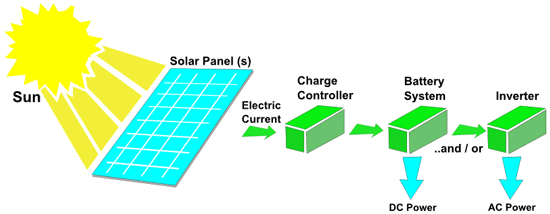 Sun
Solar Panel (s)
Electric
Current
Charge
Controller
Battery
System
..and / or
Inverter
DC Power
AC Power